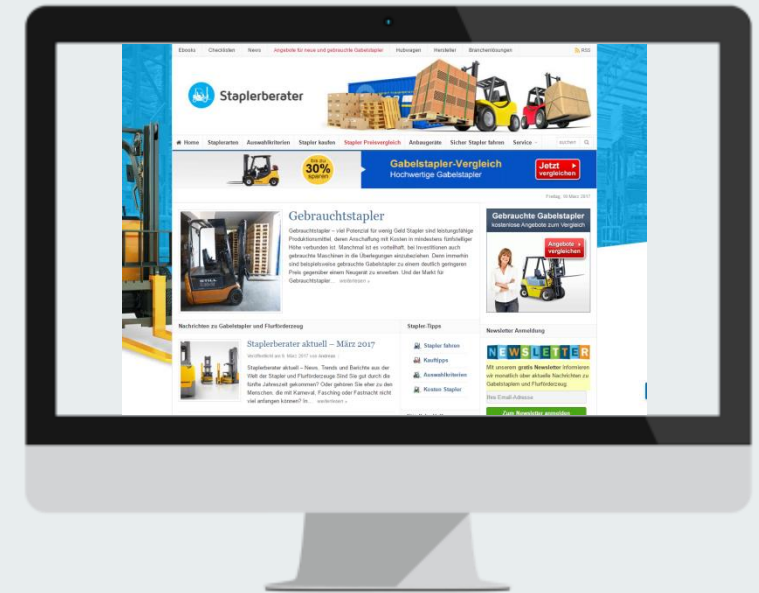 Ebooks Checklisten News Angebote für neue und gebrauchte Gabelstapler Hubwagen Hersteller Branchenlösungen RSS
Staplerberater
Home Staplerarten Auswahlkriterien Stapler kaufen Stapler Preisvergleich Anbaugeräte Sicher Stapler fahren Service suchen
bis zu
30%
sparen
Gabelstapler-Vergleich
Hochwertige Gabelstapler
Jetzt
vergleichen
Freitag, 10 März 2017
Gebrauchtstapler
Gebrauchtstapler – viel Potenzial für wenig Geld Stapler sind leistungsfähige
Produktionsmittel, deren Anschaffung mit Kosten in mindestens fünfstelliger
Höhe verbunden ist. Manchmal ist es vorteilhaft, bei Investitionen auch
gebrauchte Maschinen in die Überlegungen einzubeziehen. Denn immerhin
sind beispielsweise gebrauchte Gabelstapler zu einem deutlich geringeren
Preis gegenüber einem Neugerät zu erwerben. Und der Markt für
Gebrauchtstapler... weiterlesen »
STILL
Gebrauchte Gabelstapler
kostenlose Angebote zum Vergleich
Angebote
vergleichen
Nachrichten zu Gabelstapler und Flurförderzeug
Staplerberater aktuell – März 2017
Veröffentlicht am 8. März 2017 von
Staplerberater aktuell – News, Trends und Berichte aus der
Welt der Stapler und Flurförderzeuge Sind Sie gut durch die
fünfte Jahreszeit gekommen? Oder gehören Sie eher zu den
Menschen, die mit Karneval, Fasching oder Fastnacht nicht
viel anfangen können? In... weiterlesen »
Stapler-Tipps
Stapler fahren
Kauftipps
Auswahlkriterien
Kosten Stapler
Newsletter Anmeldung
NEWSLETTER
Mit unserem gratis Newsletter informieren
wir monatlich über aktuelle Nachrichten zu
Gabelstaplern und Flurförderzeug.
Ihre Email-Adresse
Zum Newsletter anmelden